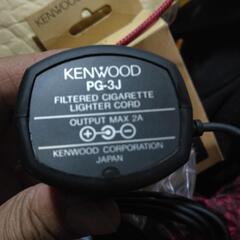 KENWOOD
PG-3J
FILTERED CIGARETTE
LIGHTER CORD
OUTPUT MAX 2A
KENWOOD CORPORATION
JAPAN